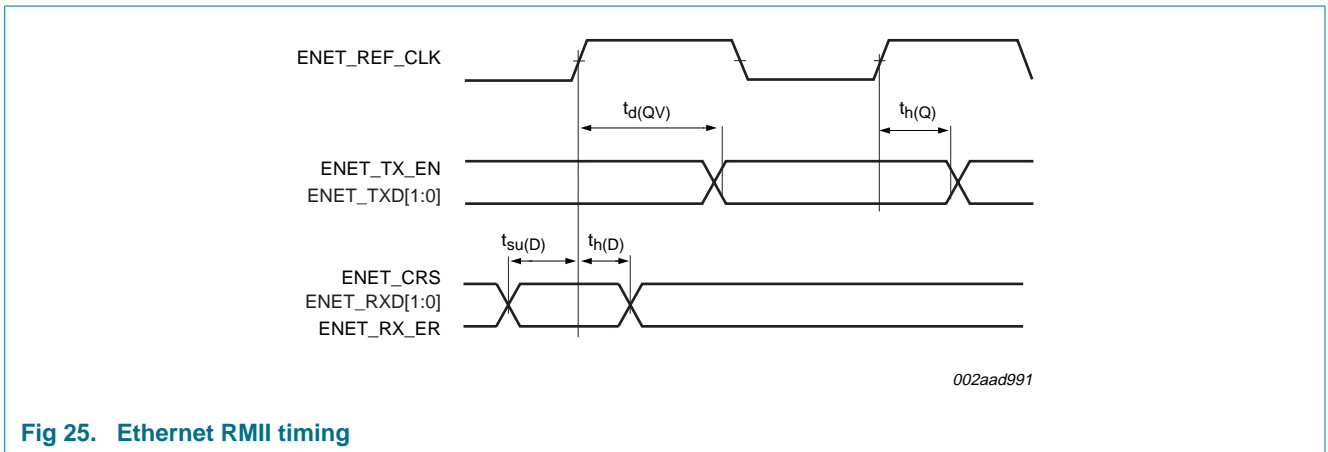 ENET_REF_CLK
td(QV)
th(Q)
ENET_TX_EN
ENET_TXD[1:0]
tsu(D)
th(D)
ENET_CRS
ENET_RXD[1:0]
ENET_RX_ER
002aad991
Fig 25. Ethernet RMII timing